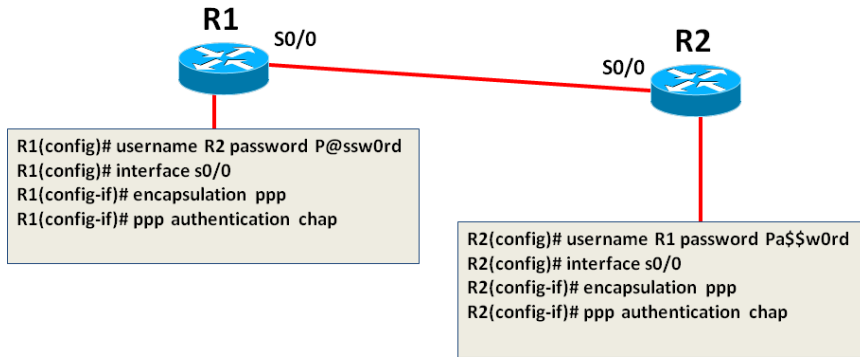 R1
S0/0
R2
S0/0
R1(config)# username R2 password P@ssw0rd
R1(config)# interface s0/0
R1(config-if)# encapsulation ppp
R1(config-if)# ppp authentication chap
R2(config)# username R1 password Pa$$w0rd
R2(config)# interface s0/0
R2(config-if)# encapsulation ppp
R2(config-if)# ppp authentication chap